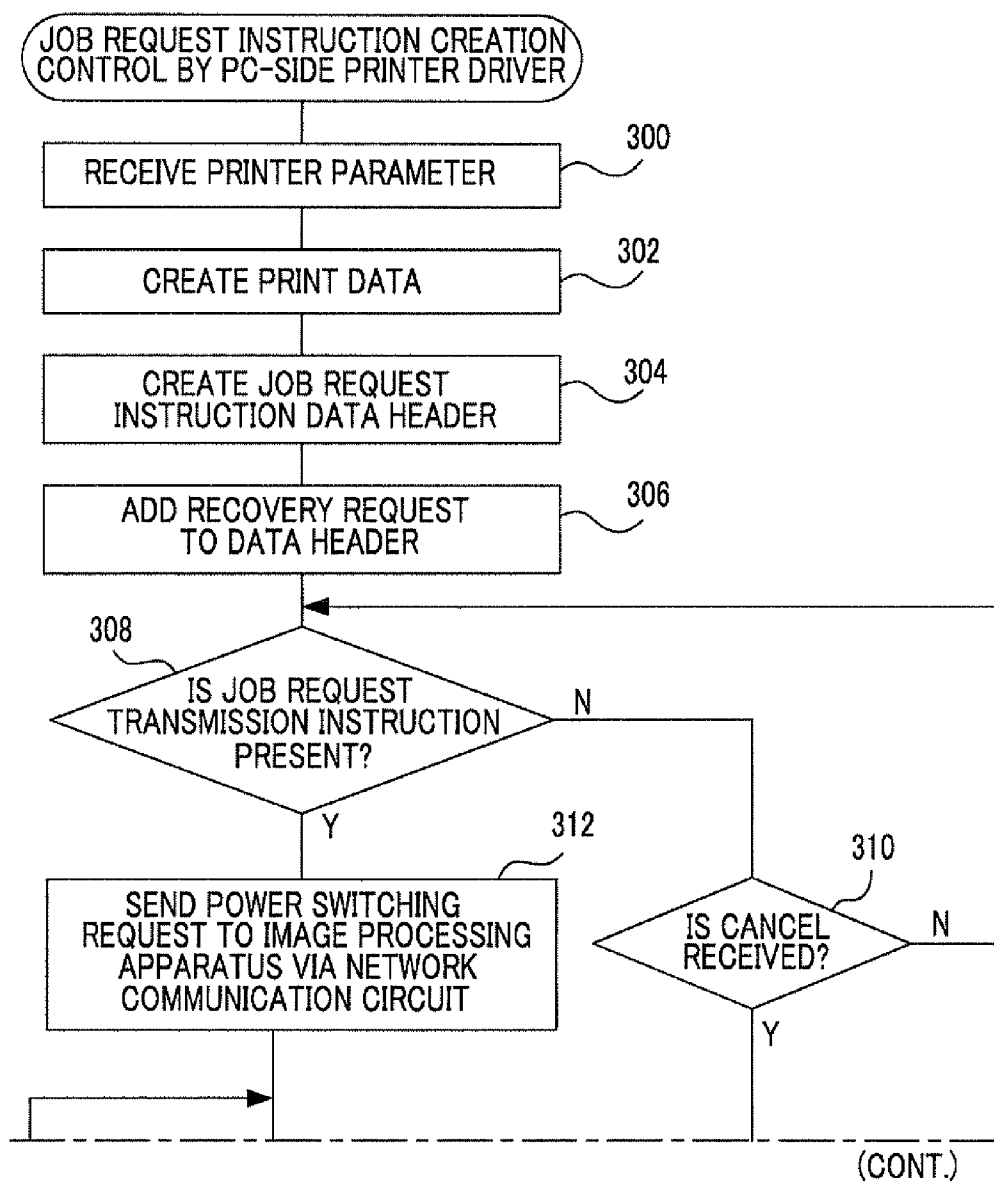 JOB REQUEST INSTRUCTION CREATION
CONTROL BY PC-SIDE PRINTER DRIVER
300
RECEIVE PRINTER PARAMETER
302
CREATE PRINT DATA
304
CREATE JOB REQUEST
INSTRUCTION DATA HEADER
306
ADD RECOVERY REQUEST
TO DATA HEADER
308
IS JOB REQUEST
TRANSMISSION INSTRUCTION
PRESENT?
N
Y
312
SEND POWER SWITCHING
REQUEST TO IMAGE PROCESSING
APPARATUS VIA NETWORK
COMMUNICATION CIRCUIT
310
IS CANCEL
RECEIVED?
N
Y
(CONT.)